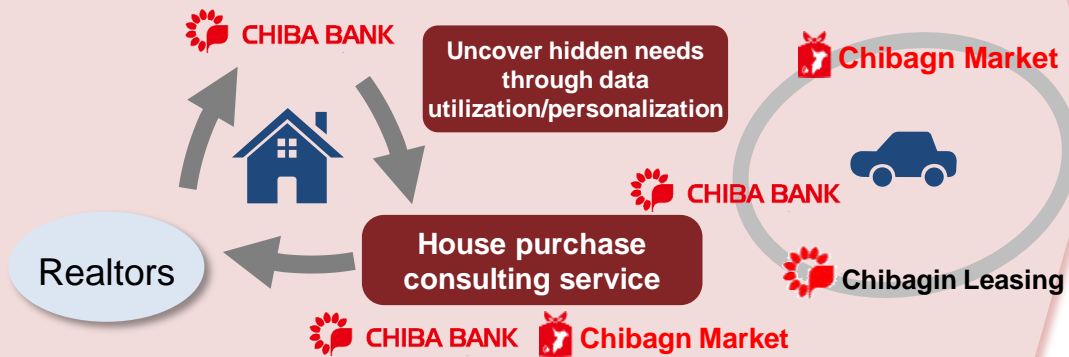 CHIBA BANK
Uncover hidden needs
through data
utilization/personalization
Chibagn Market
CHIBA BANK
House purchase
consulting service
Realtors
Chibagin Leasing
CHIBA BANK
Chibagn Market